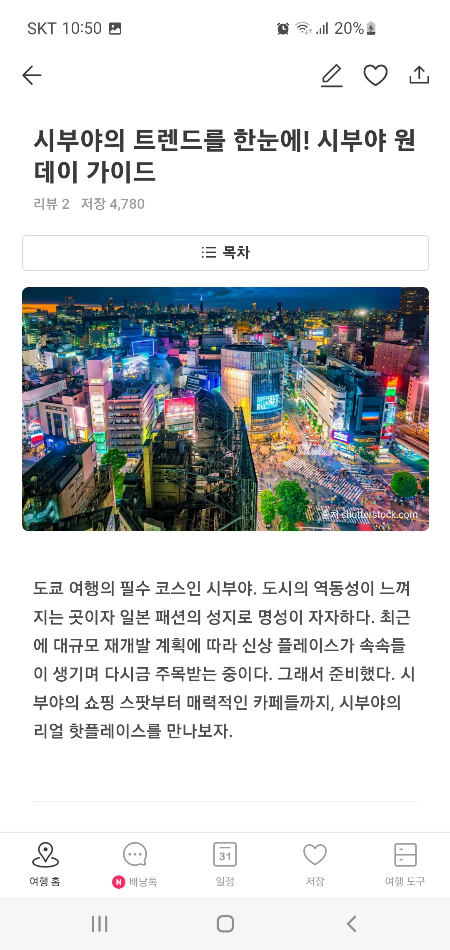 SKT 10:50
20%
시부야의 트렌드를 한눈에! 시부야 원
데이 가이드
리뷰 2 저장 4,780
목차
출처 shutterstock.com
도쿄 여행의 필수 코스인 시부야. 도시의 역동성이 느껴
지는 곳이자 일본 패션의 성지로 명성이 자자하다. 최근
에 대규모 재개발 계획에 따라 신상 플레이스가 속속들
이 생기며 다시금 주목받는 중이다. 그래서 준비했다. 시
부야의 쇼핑 스팟부터 매력적인 카페들까지, 시부야의
리얼 핫플레이스를 만나보자.
31
여행 홈 N 배낭톡 일정 저장 여행 도구